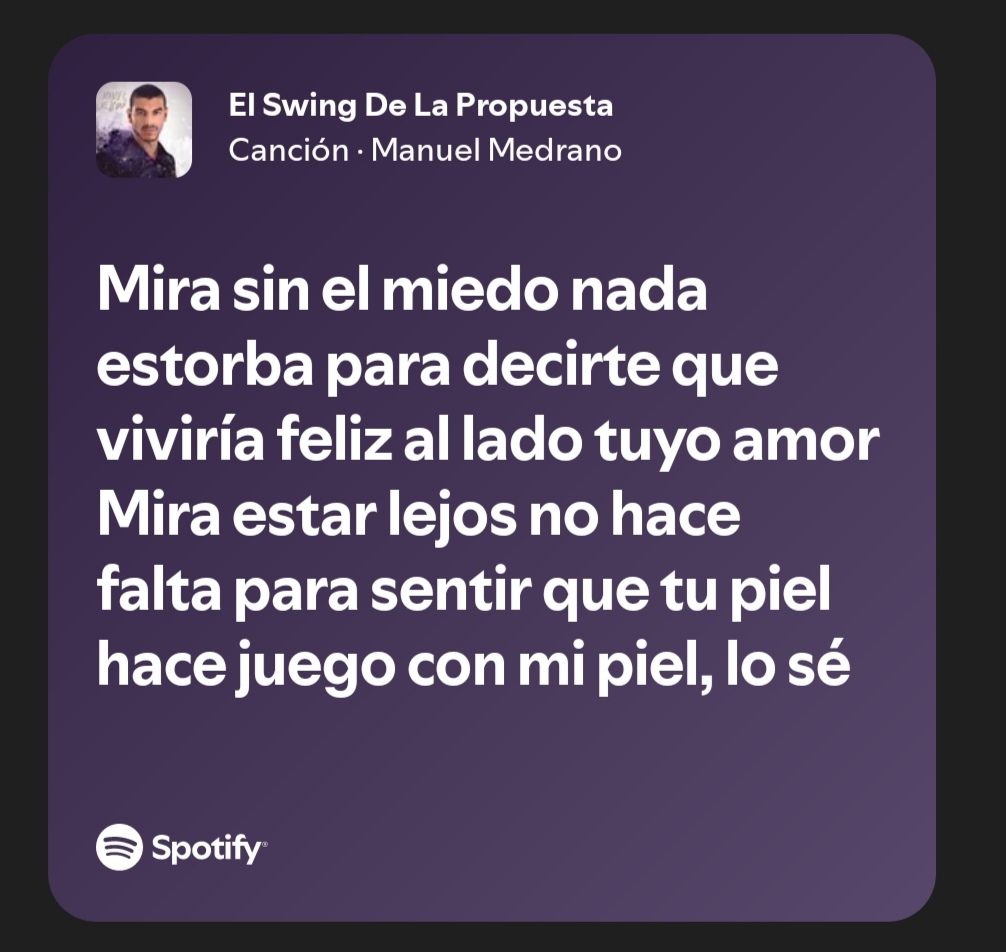 El Swing De La Propuesta
Canción · Manuel Medrano
Mira sin el miedo nada
estorba para decirte que
viviría feliz al lado tuyo amor
Mira estar lejos no hace
falta para sentir que tu piel
hace juego con mi piel, lo sé
Spotify®